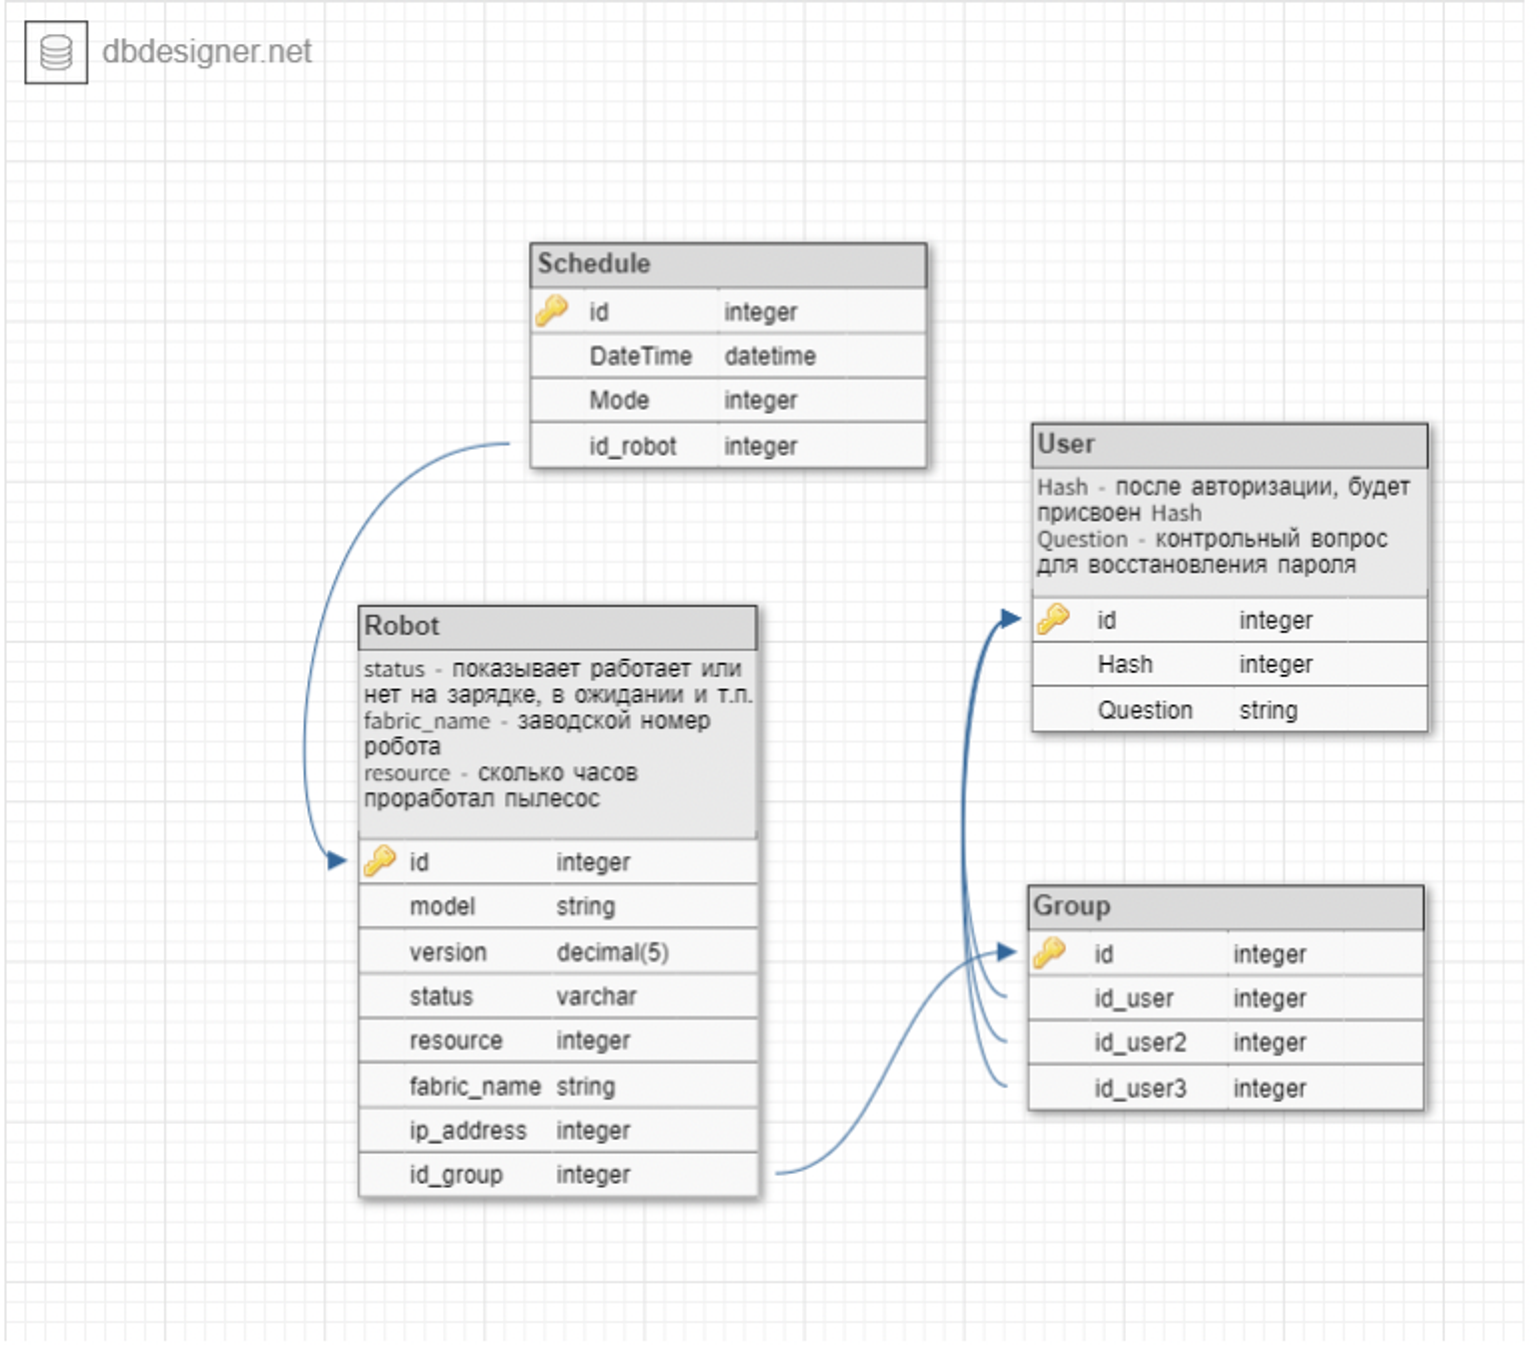 dbdesigner.net
Schedule
id integer
DateTime datetime
Mode integer
id_robot integer
User
Hash - после авторизации, будет
присвоен Hash
Question - контрольный вопрос
для восстановления пароля
id integer
Hash integer
Question string
Robot
status - показывает работает или
нет на зарядке, в ожидании и т.п.
fabric_name - заводской номер
робота
resource - сколько часов
проработал пылесос
id integer
model string
version decimal(5)
status varchar
resource integer
fabric_name string
ip_address integer
id_group integer
Group
id integer
id_user integer
id_user2 integer
id_user3 integer